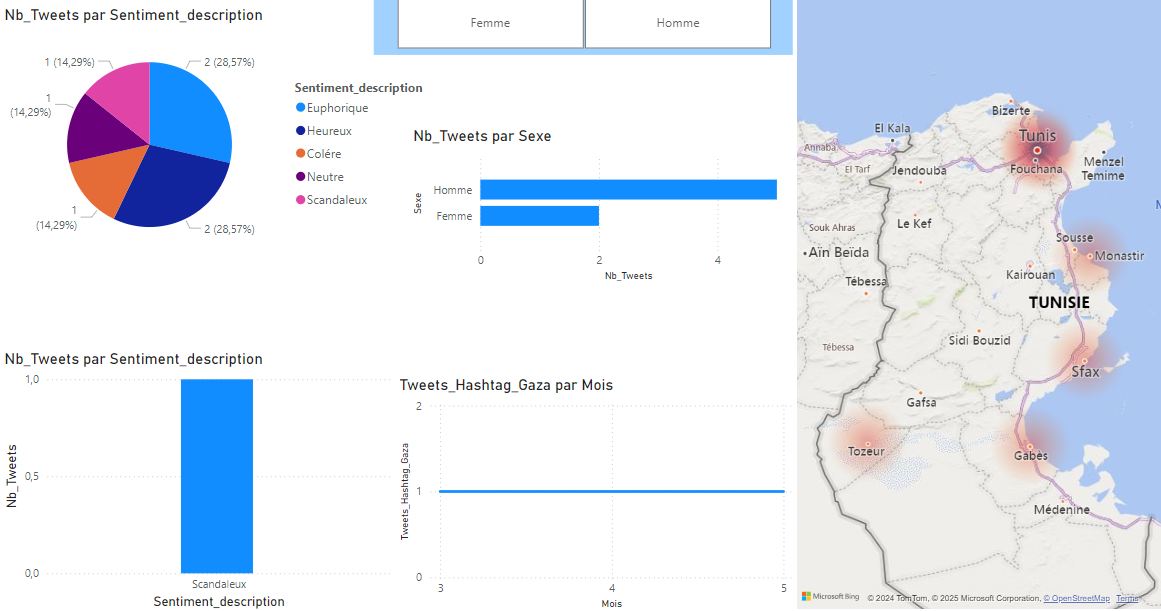 Nb_Tweets par Sentiment_description
1 (14,29%)
2 (28,57%)
1
(14,29%)
1
(14,29%)
2 (28,57%)
Sentiment_description
Euphorique
Heureux
Colére
Neutre
Scandaleux
Femme
Homme
Nb_Tweets par Sexe
Sexe
Homme
Femme
0
2
4
Nb_Tweets
Nb_Tweets par Sentiment_description
Nb_Tweets
1,0
0,5
0,0
Scandaleux
Sentiment_description
Tweets_Hashtag_Gaza par Mois
Tweets_Hashtag_Gaza
2
1
0
3
4
5
Mois
Bizerte
El Kala
Tunis
Annaba
El Tarf
Jendouba
Fouchana
Menzel
Temime
N
Le Kef
Souk Ahras
Sousse
Aïn Beïda
Monastir
Kairouan
Tébessa
TUNISIE
Sidi Bouzid
Tébessa
Sfax
Gafsa
Tozeur
Gabès
Médenine
Microsoft Bing
© 2024 TomTom, © 2025 Microsoft Corporation, © OpenStreetMap Terms